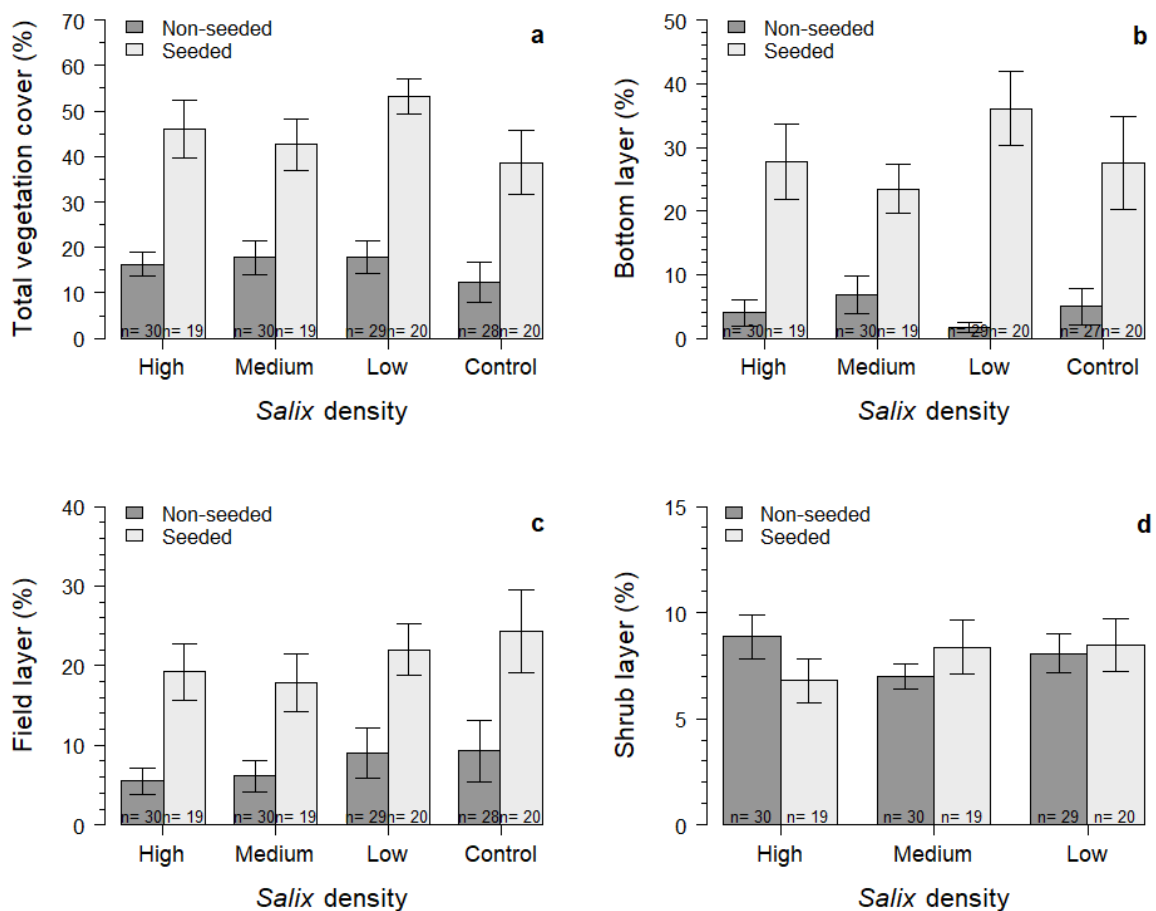 a
Non-seeded
Seeded
Total vegetation cover (%)
70
60
50
40
30
20
10
0
n= 30 n= 19 n= 30 n= 19 n= 29 n= 20 n= 28 n= 20
High Medium Low Control
Salix density
b
Non-seeded
Seeded
Bottom layer (%)
50
40
30
20
10
0
n= 30 n= 19 n= 30 n= 19 n= 29 n= 20 n= 27 n= 20
High Medium Low Control
Salix density
c
Non-seeded
Seeded
Field layer (%)
40
30
20
10
0
n= 30 n= 19 n= 30 n= 19 n= 29 n= 20 n= 28 n= 20
High Medium Low Control
Salix density
d
Non-seeded
Seeded
Shrub layer (%)
15
10
5
0
n= 30 n= 19 n= 30 n= 19 n= 29 n= 20
High Medium Low
Salix density